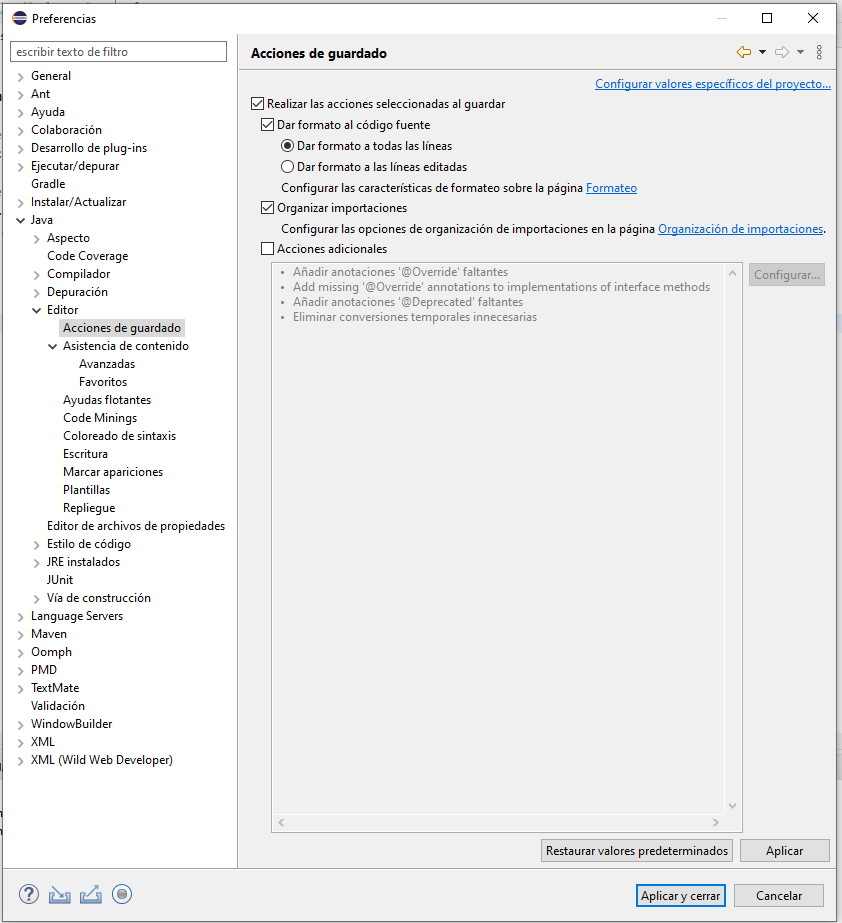 Preferencias
escribir texto de filtro
General
Ant
Ayuda
Colaboración
Desarrollo de plug-ins
Ejecutar/depurar
Gradle
Instalar/Actualizar
Java
Aspecto
Code Coverage
Compilador
Depuración
Editor
Acciones de guardado
Asistencia de contenido
Avanzadas
Favoritos
Ayudas flotantes
Code Minings
Coloreado de sintaxis
Escritura
Marcar apariciones
Plantillas
Repliegue
Editor de archivos de propiedades
Estilo de código
JRE instalados
JUnit
Vía de construcción
Language Servers
Maven
Oomph
PMD
TextMate
Validación
WindowBuilder
XML
XML (Wild Web Developer)
Acciones de guardado
Configurar valores específicos del proyecto...
Realizar las acciones seleccionadas al guardar
Dar formato al código fuente
Dar formato a todas las líneas
Dar formato a las líneas editadas
Configurar las características de formateo sobre la página Formateo
Organizar importaciones
Configurar las opciones de organización de importaciones en la página Organización de importaciones.
Acciones adicionales
• Añadir anotaciones '@Override' faltantes
• Add missing '@Override' annotations to implementations of interface methods
• Añadir anotaciones '@Deprecated' faltantes
• Eliminar conversiones temporales innecesarias
Configurar...
Restaurar valores predeterminados
Aplicar
Aplicar y cerrar
Cancelar